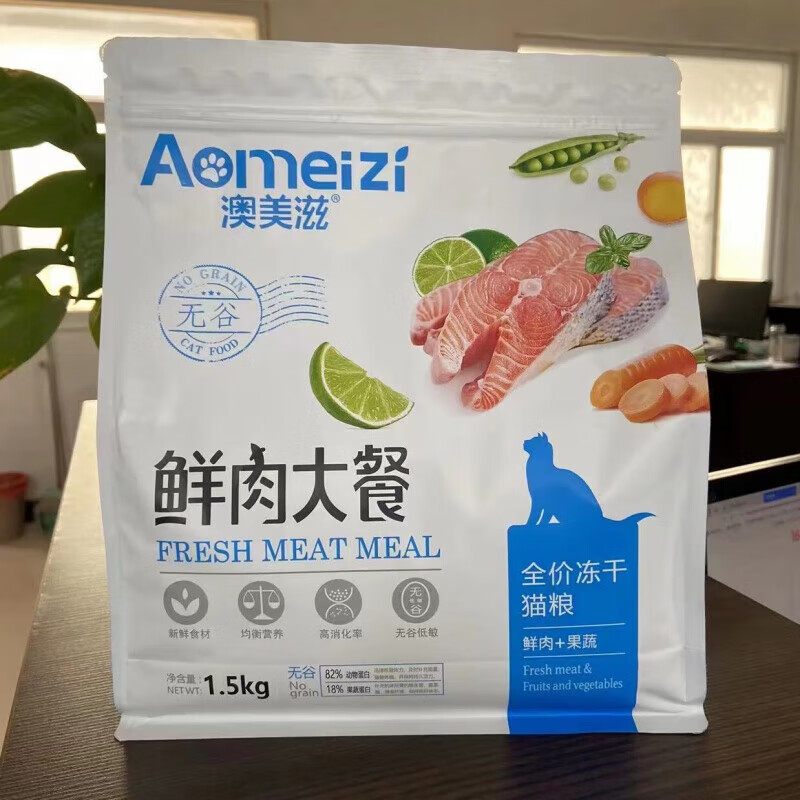 Aomeizi
澳美滋®
NO GRAIN
无谷
CAT FOOD
鲜肉大餐
FRESH MEAT MEAL
新鲜食材
均衡营养
高消化率
无谷
无谷低敏
全价冻干
猫粮
鲜肉+果蔬
Fresh meat &
Fruits and vegetables
净含量:
NETWT: 1.5kg
无谷
No
grain
82% 动物蛋白
18% 果蔬蛋白